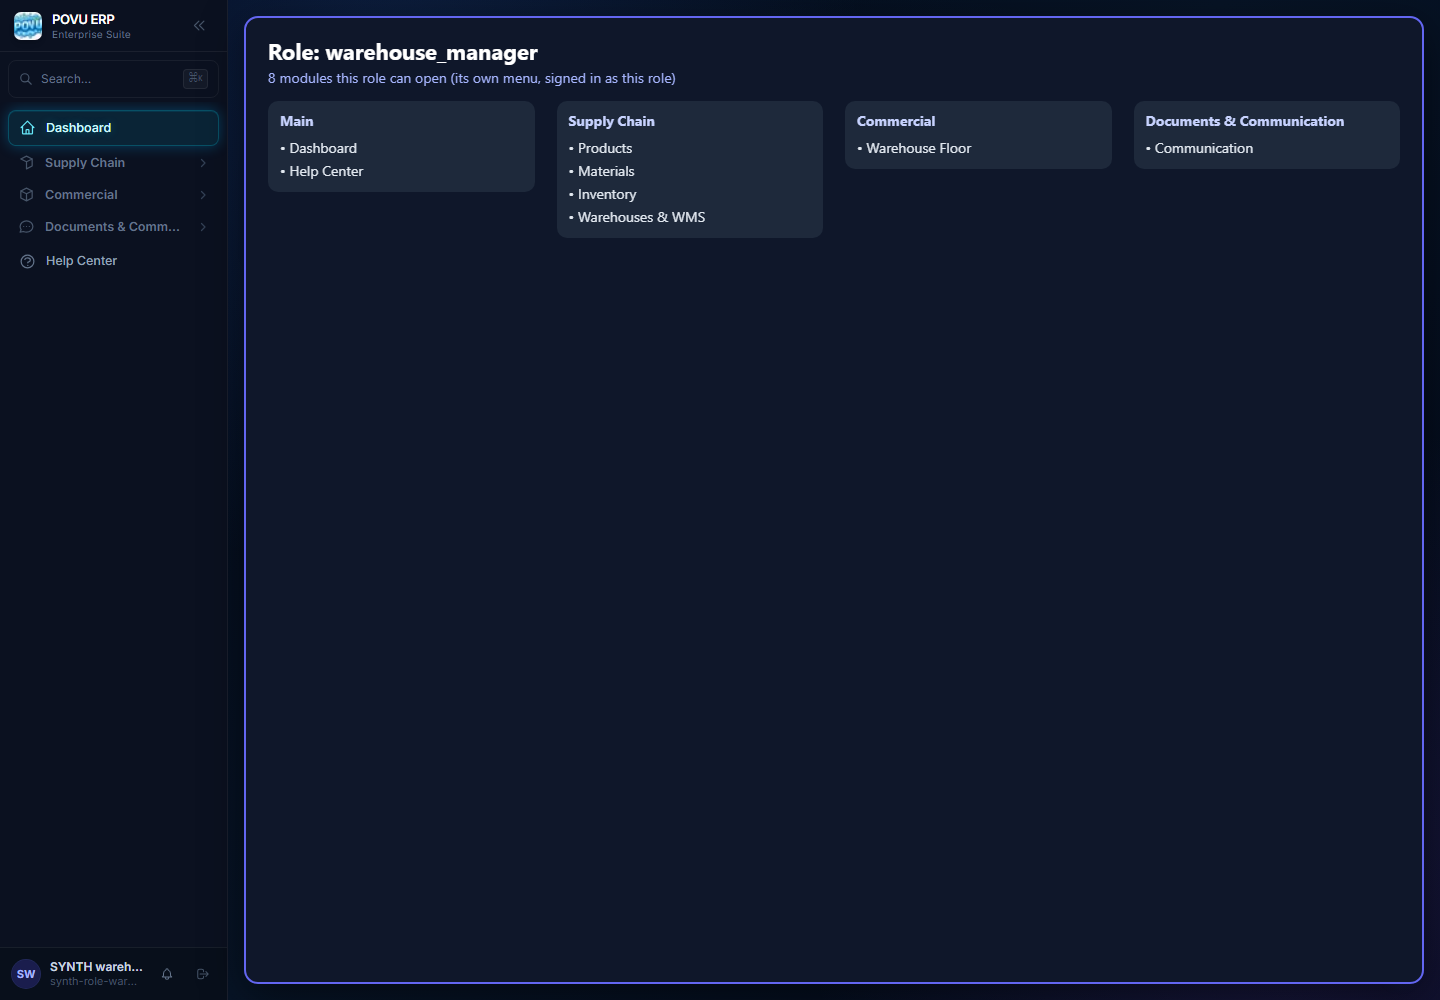 POVU ERP
Enterprise Suite
Search...
⌘K
Dashboard
Supply Chain
Commercial
Documents & Comm...
Help Center
Role: warehouse_manager
8 modules this role can open (its own menu, signed in as this role)
Main
• Dashboard
• Help Center
Supply Chain
• Products
• Materials
• Inventory
• Warehouses & WMS
Commercial
• Warehouse Floor
Documents & Communication
• Communication
SW
SYNTH wareh...
synth-role-war...